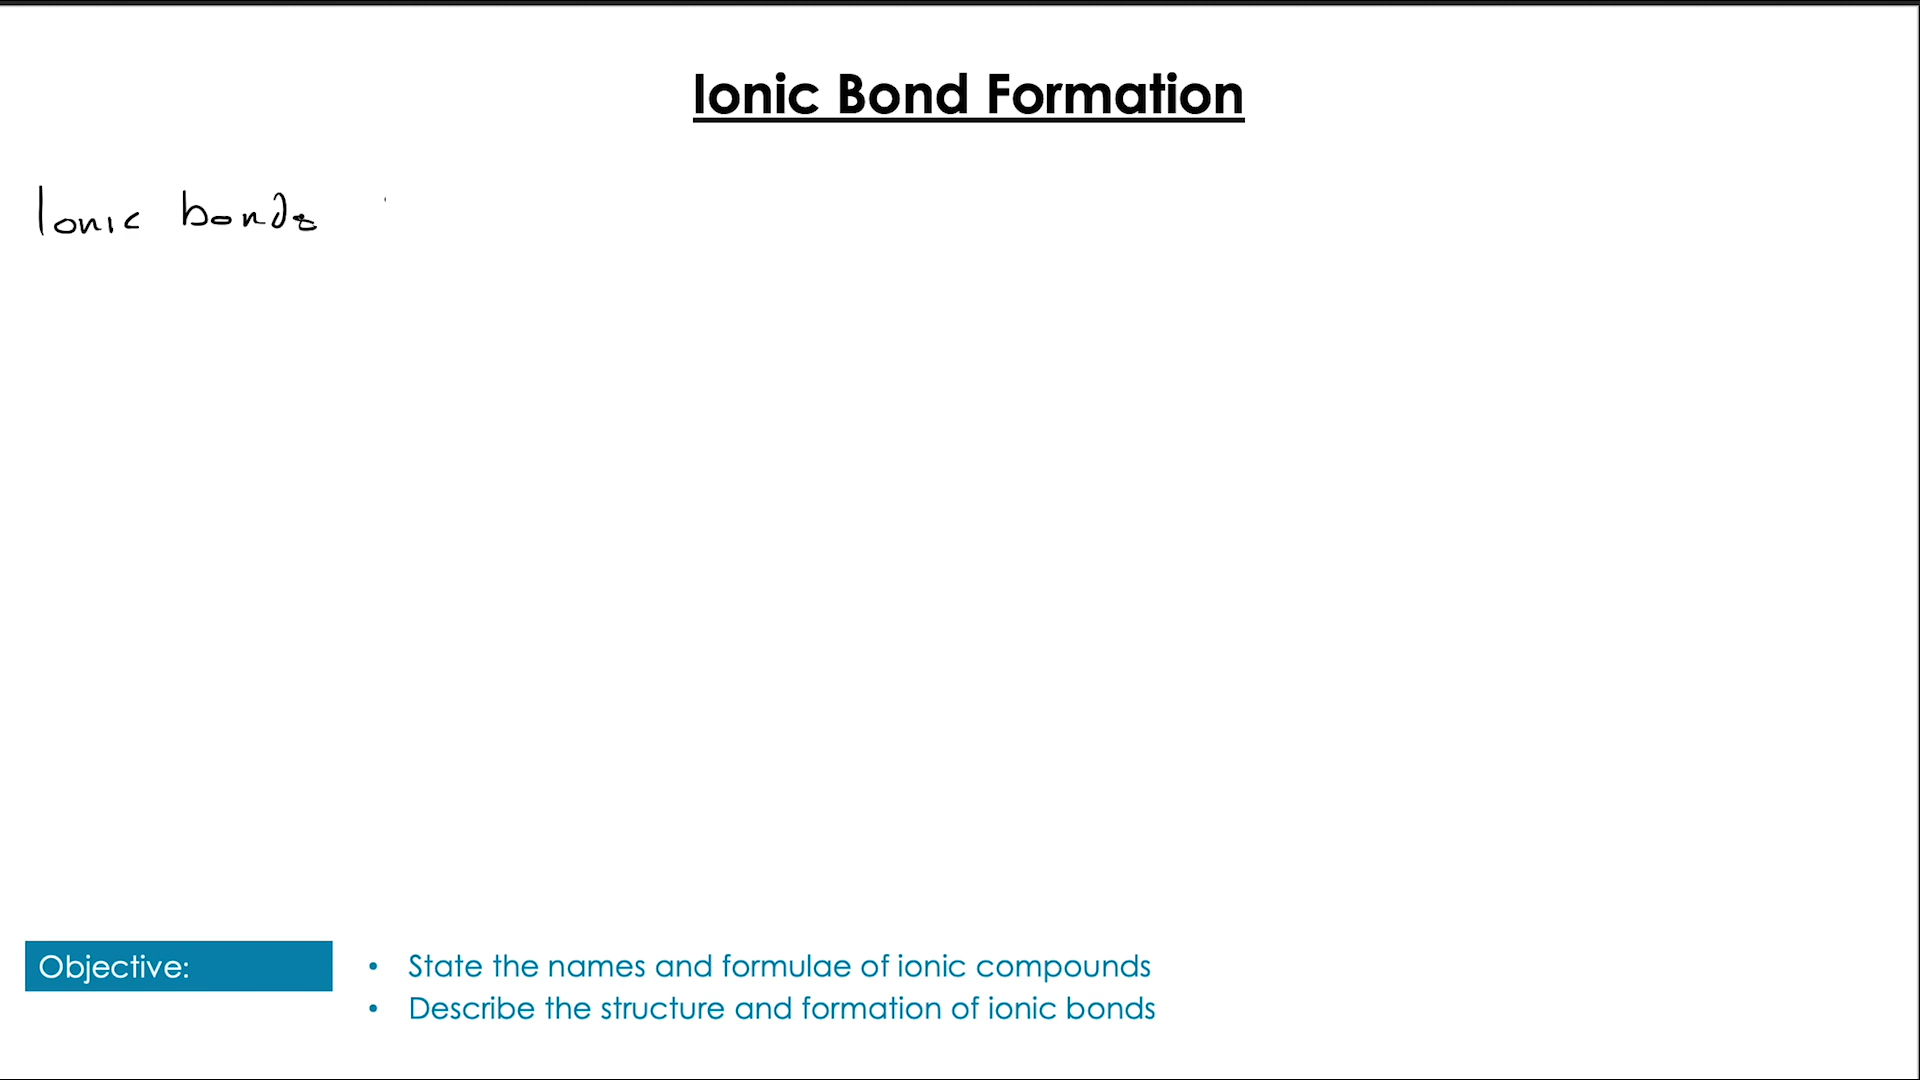 Ionic Bond Formation
Ionic bonds
Objective:
• State the names and formulae of ionic compounds
• Describe the structure and formation of ionic bonds